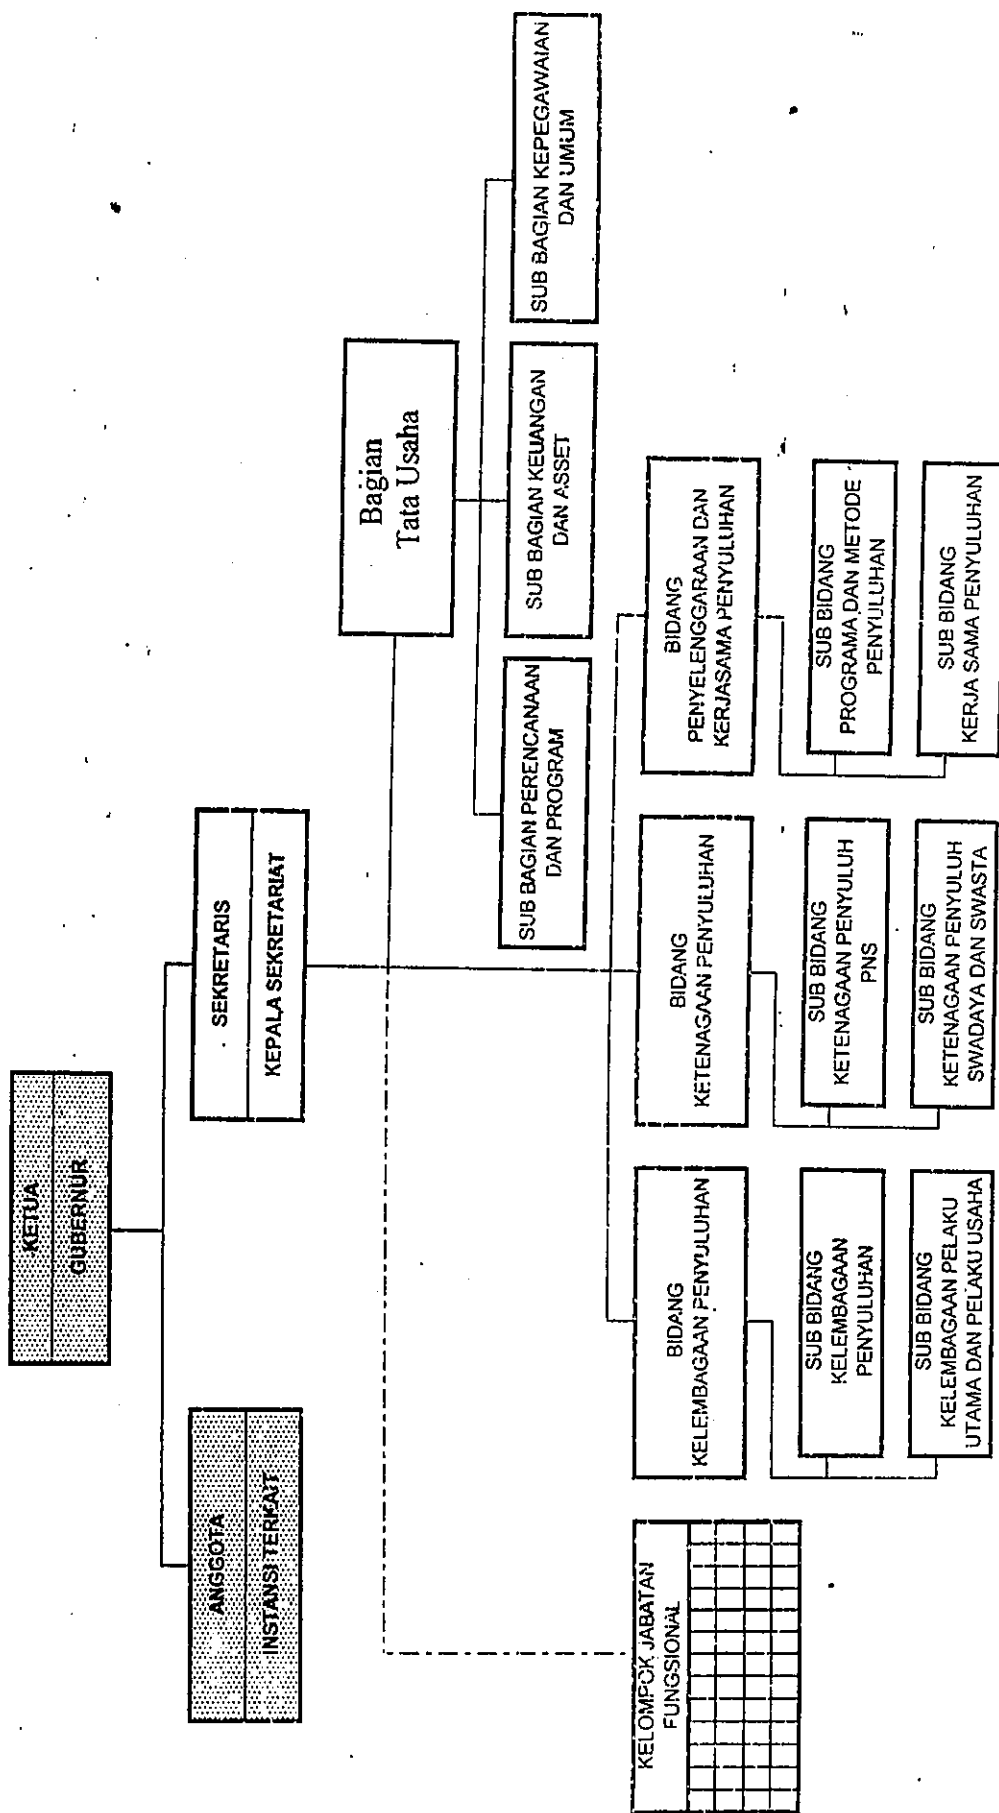 KETUA
GUBERNUR
ANGGOTA
INSTANSI TERKAIT
SEKRETARIS
KEPALA SEKRETARIAT
Bagian
Tata Usaha
SUB BAGIAN PERENCANAAN
DAN PROGRAM
SUB BAGIAN KEUANGAN
DAN ASSET
SUB BAGIAN KEPEGAWAIAN
DAN UMUM
KELOMPOK JABATAN
FUNGSIONAL
BIDANG
KELEMBAGAAN PENYULUHAN
BIDANG
KETENAGAAN PENYULUHAN
BIDANG
PENYELENGGARAAN DAN
KERJASAMA PENYULUHAN
SUB BIDANG
KELEMBAGAAN
PENYULUHAN
SUB BIDANG
KETENAGAAN PENYULUH
PNS
SUB BIDANG
PROGRAMA DAN METODE
PENYULUHAN
SUB BIDANG
KELEMBAGAAN PELAKU
UTAMA DAN PELAKU USAHA
SUB BIDANG
KETENAGAAN PENYULUH
SWADAYA DAN SWASTA
SUB BIDANG
KERJA SAMA PENYULUHAN